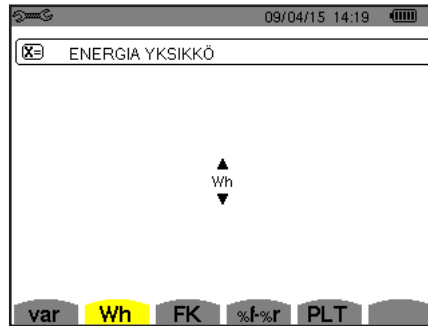 09/04/15 14:19
X= ENERGIA YKSIKKÖ
Wh
var Wh FK %f-%r PLT